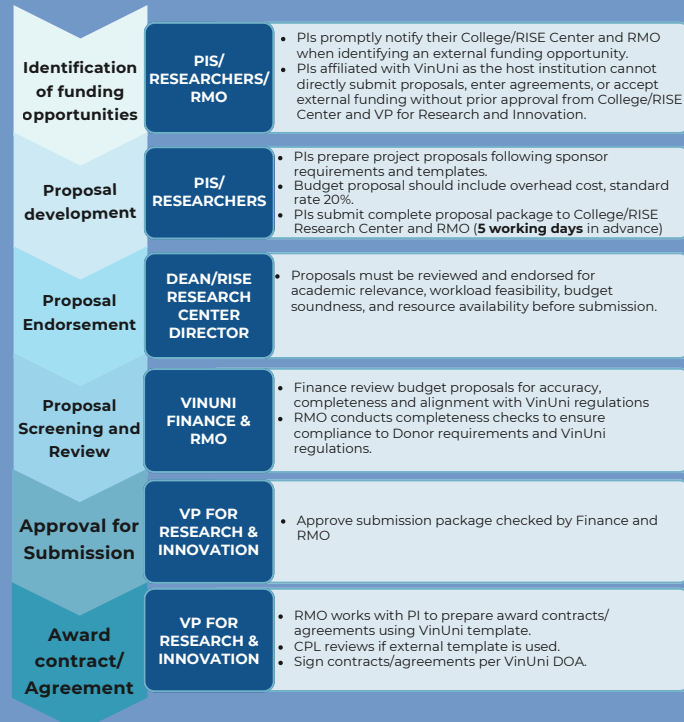 Identification
of funding
opportunities
PIS/
RESEARCHERS/
RMO
• PIs promptly notify their College/RISE Center and RMO
when identifying an external funding opportunity.
• PIs affiliated with VinUni as the host institution cannot
directly submit proposals, enter agreements, or accept
external funding without prior approval from College/RISE
Center and VP for Research and Innovation.
Proposal
development
PIS/
RESEARCHERS
• PIs prepare project proposals following sponsor
requirements and templates.
• Budget proposal should include overhead cost, standard
rate 20%.
• PIs submit complete proposal package to College/RISE
Research Center and RMO (5 working days in advance)
Proposal
Endorsement
DEAN/RISE
RESEARCH
CENTER
DIRECTOR
• Proposals must be reviewed and endorsed for
academic relevance, workload feasibility, budget
soundness, and resource availability before submission.
Proposal
Screening and
Review
VINUNI
FINANCE &
RMO
• Finance review budget proposals for accuracy,
completeness and alignment with VinUni regulations
• RMO conducts completeness checks to ensure
compliance to Donor requirements and VinUni
regulations.
Approval for
Submission
VP FOR
RESEARCH &
INNOVATION
• Approve submission package checked by Finance and
RMO
Award
contract/
Agreement
VP FOR
RESEARCH &
INNOVATION
• RMO works with PI to prepare award contracts/
agreements using VinUni template.
• CPL reviews if external template is used.
• Sign contracts/agreements per VinUni DOA.